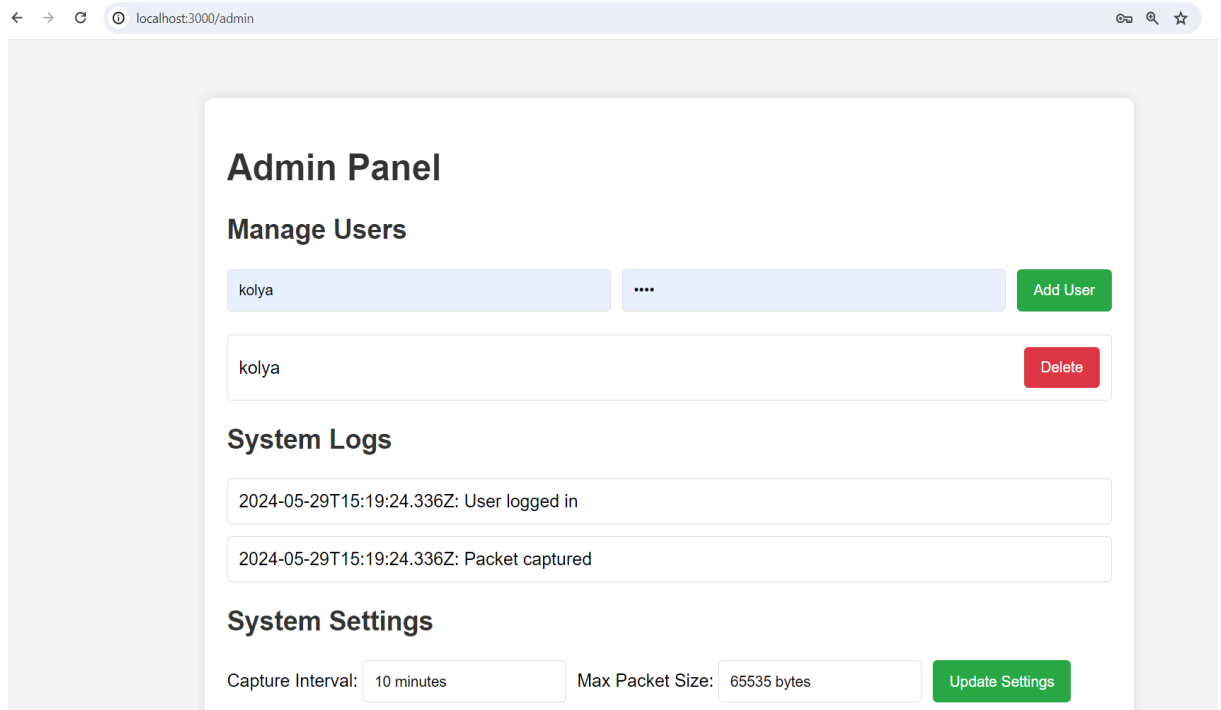 localhost:3000/admin
Admin Panel
Manage Users
kolya •••• Add User
kolya Delete
System Logs
2024-05-29T15:19:24.336Z: User logged in
2024-05-29T15:19:24.336Z: Packet captured
System Settings
Capture Interval: 10 minutes Max Packet Size: 65535 bytes Update Settings